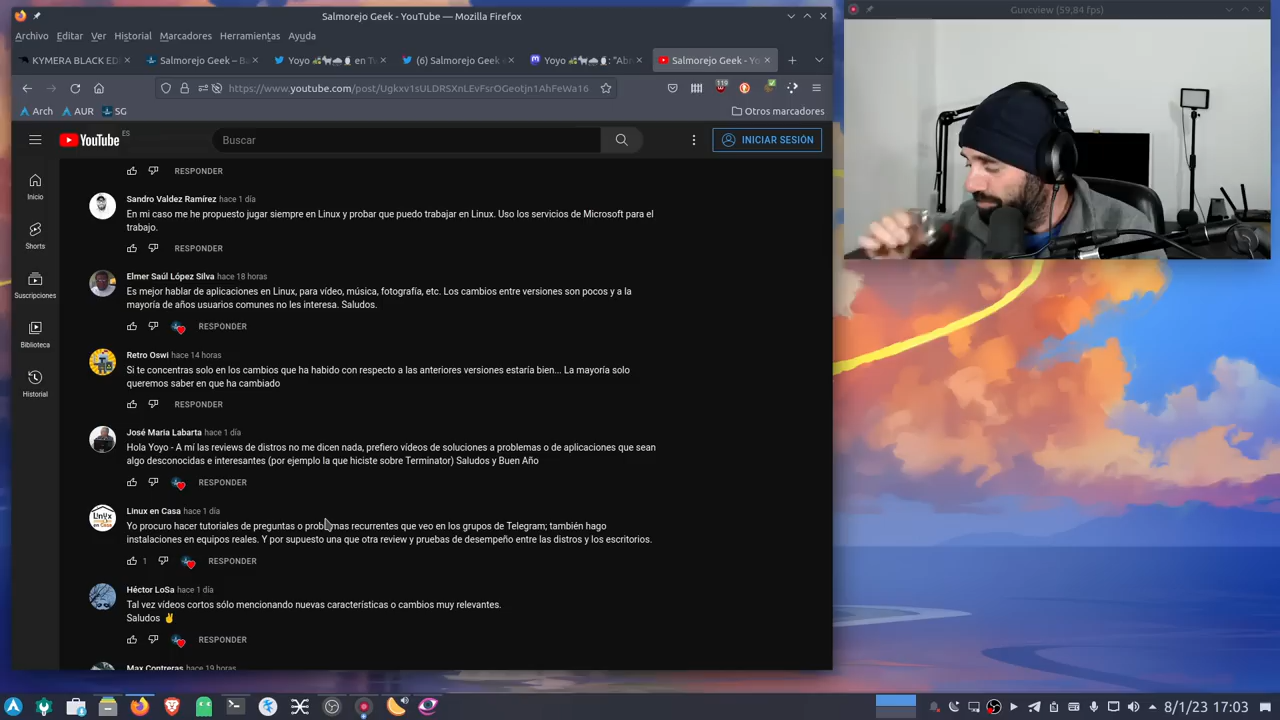 Salmorejo Geek - YouTube — Mozilla Firefox
Guvcview (59,84 fps)
Archivo Editar Ver Historial Marcadores Herramientas Ayuda
KYMERA BLACK ED
Salmorejo Geek – Ba
Yoyo
en Tw
(6) Salmorejo Geek
Yoyo
: "Abr
Salmorejo Geek - Yo
https://www.youtube.com/post/Ugkxv1sULDRSXnLEvFsrOGeotjn1AhFeWa16
119
Arch AUR SG
Otros marcadores
YouTube ES
Buscar
INICIAR SESIÓN
Inicio
Shorts
Suscripciones
Biblioteca
Historial
RESPONDER
Sandro Valdez Ramírez hace 1 día
En mi caso me he propuesto jugar siempre en Linux y probar que puedo trabajar en Linux. Uso los servicios de Microsoft para el
trabajo.
RESPONDER
Elmer Saúl López Silva hace 18 horas
Es mejor hablar de aplicaciones en Linux, para vídeo, música, fotografía, etc. Los cambios entre versiones son pocos y a la
mayoría de años usuarios comunes no les interesa. Saludos.
RESPONDER
Retro Oswi hace 14 horas
Si te concentras solo en los cambios que ha habido con respecto a las anteriores versiones estaría bien... La mayoría solo
queremos saber en que ha cambiado
RESPONDER
José Maria Labarta hace 1 día
Hola Yoyo - A mí las reviews de distros no me dicen nada, prefiero vídeos de soluciones a problemas o de aplicaciones que sean
algo desconocidas e interesantes (por ejemplo la que hiciste sobre Terminator) Saludos y Buen Año
RESPONDER
Linux en Casa hace 1 día
Yo procuro hacer tutoriales de preguntas o problemas recurrentes que veo en los grupos de Telegram; también hago
instalaciones en equipos reales. Y por supuesto una que otra review y pruebas de desempeño entre las distros y los escritorios.
1 RESPONDER
Héctor LoSa hace 1 día
Tal vez vídeos cortos sólo mencionando nuevas características o cambios muy relevantes.
Saludos ✌
RESPONDER
Max Contreras hace 19 horas
8/1/23 17:03